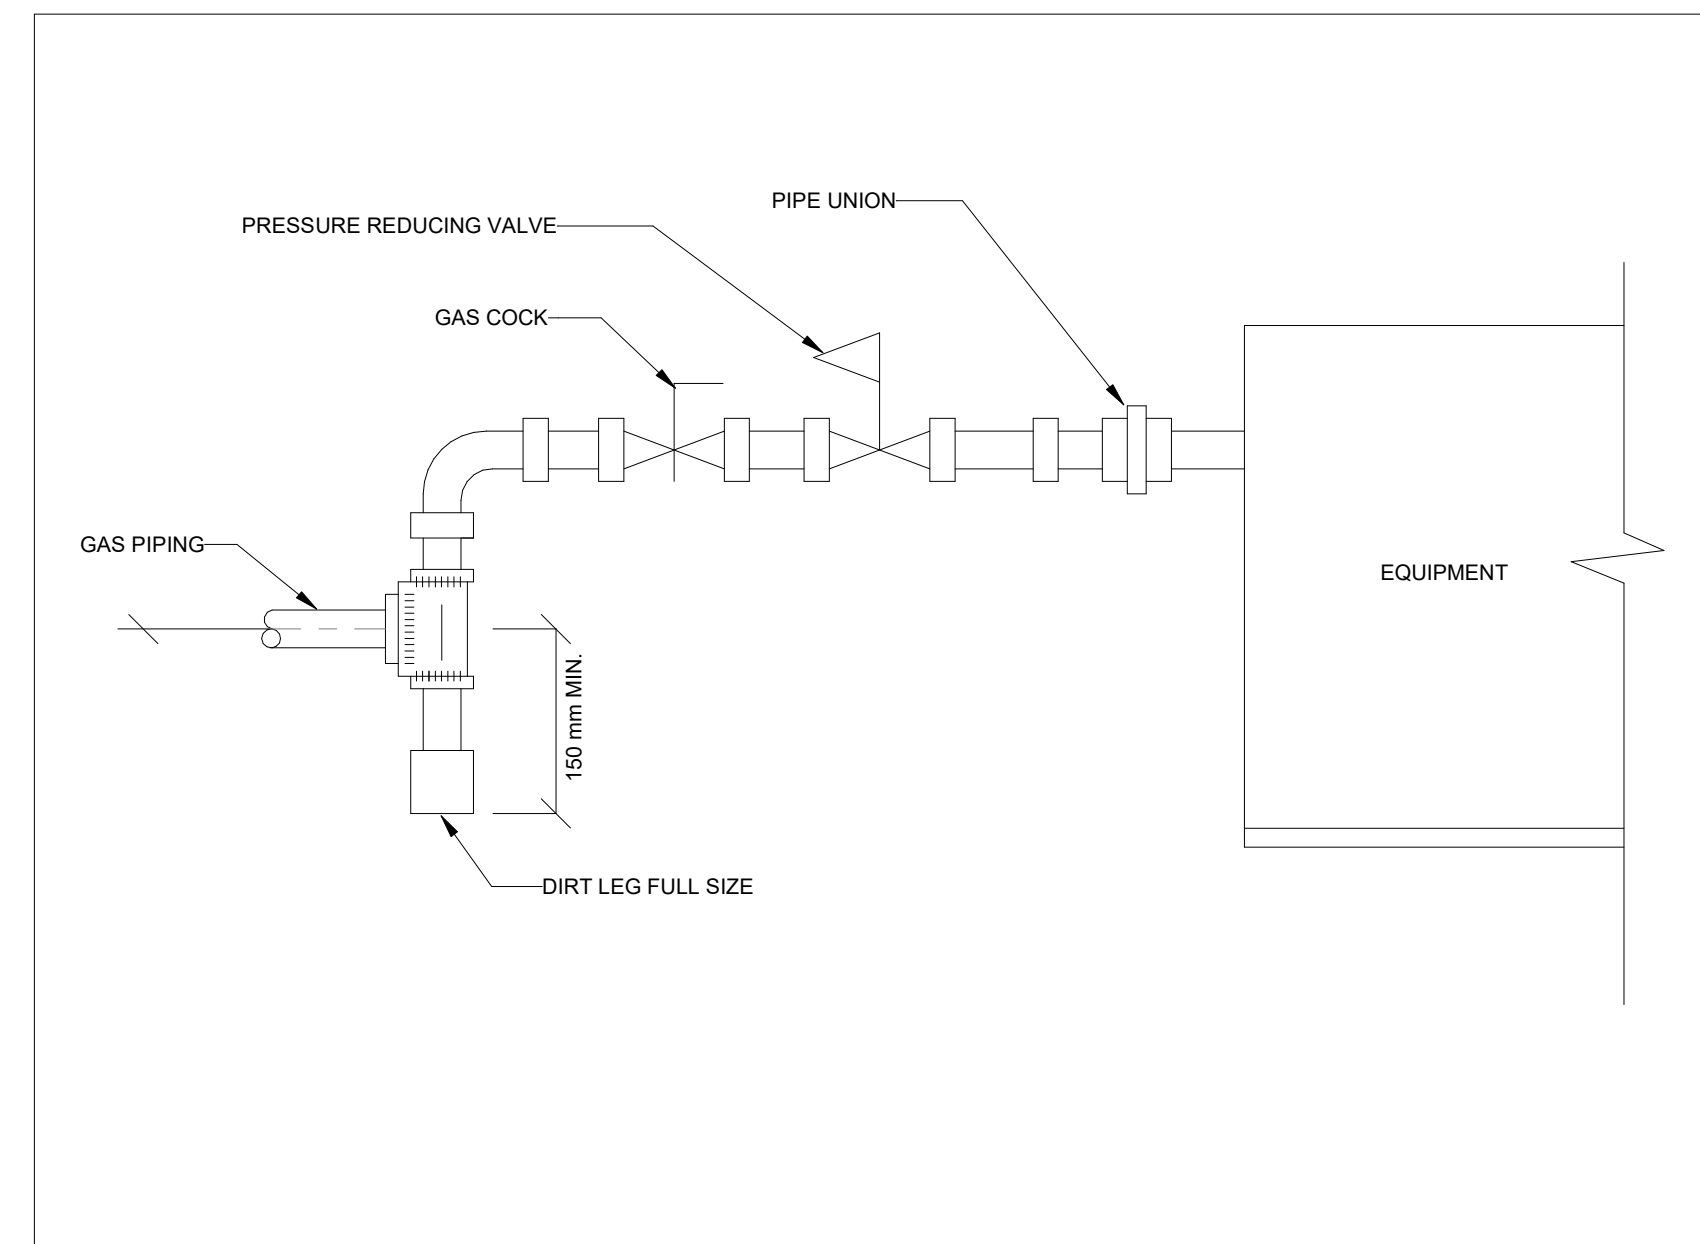 PIPE UNION
PRESSURE REDUCING VALVE
GAS COCK
GAS PIPING
EQUIPMENT
150 mm MIN.
DIRT LEG FULL SIZE